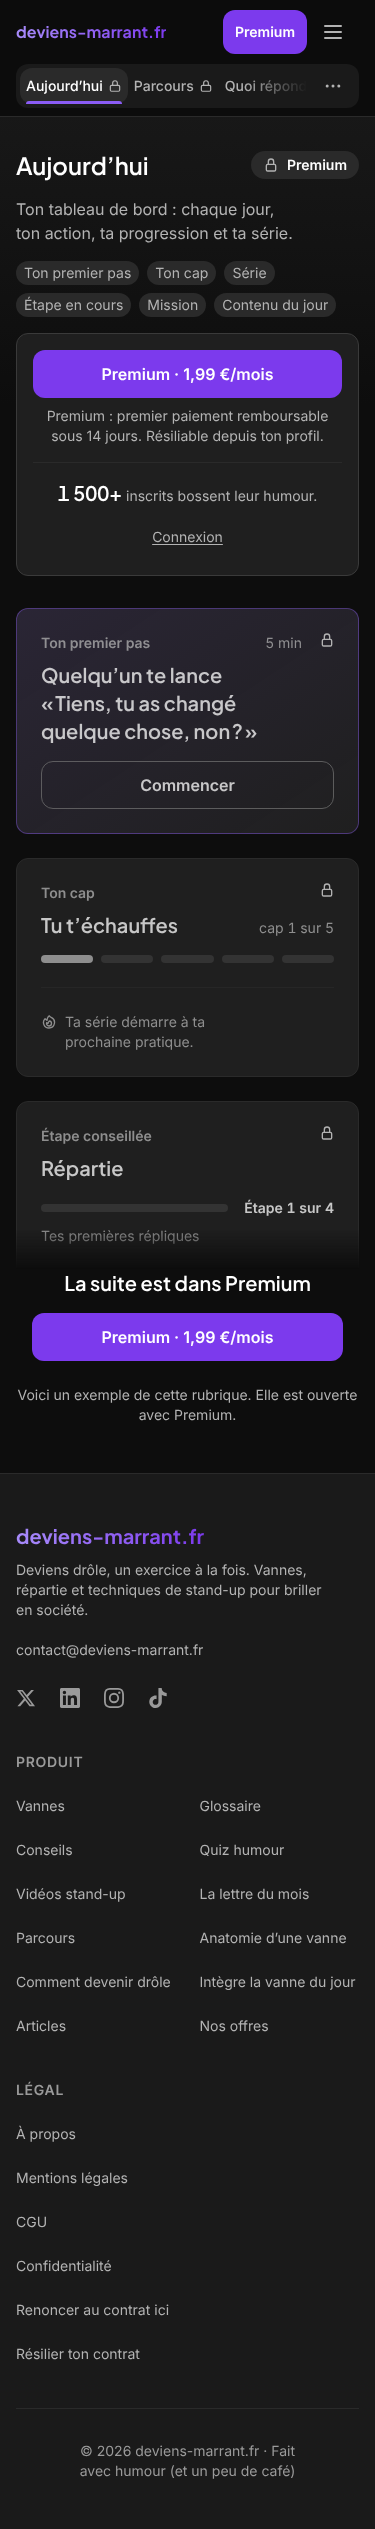 deviens-marrant.fr
Premium
Aujourd’hui
Parcours
Quoi répond
Aujourd’hui
Premium
Ton tableau de bord : chaque jour,
ton action, ta progression et ta série.
Ton premier pas
Ton cap
Série
Étape en cours
Mission
Contenu du jour
Premium · 1,99 €/mois
Premium : premier paiement remboursable
sous 14 jours. Résiliable depuis ton profil.
1 500+ inscrits bossent leur humour.
Connexion
Ton premier pas
5 min
Quelqu’un te lance
« Tiens, tu as changé
quelque chose, non ? »
Commencer
Ton cap
Tu t’échauffes
cap 1 sur 5
Ta série démarre à ta
prochaine pratique.
Étape conseillée
Répartie
Étape 1 sur 4
Tes premières répliques
La suite est dans Premium
Premium · 1,99 €/mois
Voici un exemple de cette rubrique. Elle est ouverte
avec Premium.
deviens-marrant.fr
Deviens drôle, un exercice à la fois. Vannes,
répartie et techniques de stand-up pour briller
en société.
contact@deviens-marrant.fr
PRODUIT
Vannes
Glossaire
Conseils
Quiz humour
Vidéos stand-up
La lettre du mois
Parcours
Anatomie d’une vanne
Comment devenir drôle
Intègre la vanne du jour
Articles
Nos offres
LÉGAL
À propos
Mentions légales
CGU
Confidentialité
Renoncer au contrat ici
Résilier ton contrat
© 2026 deviens-marrant.fr · Fait
avec humour (et un peu de café)